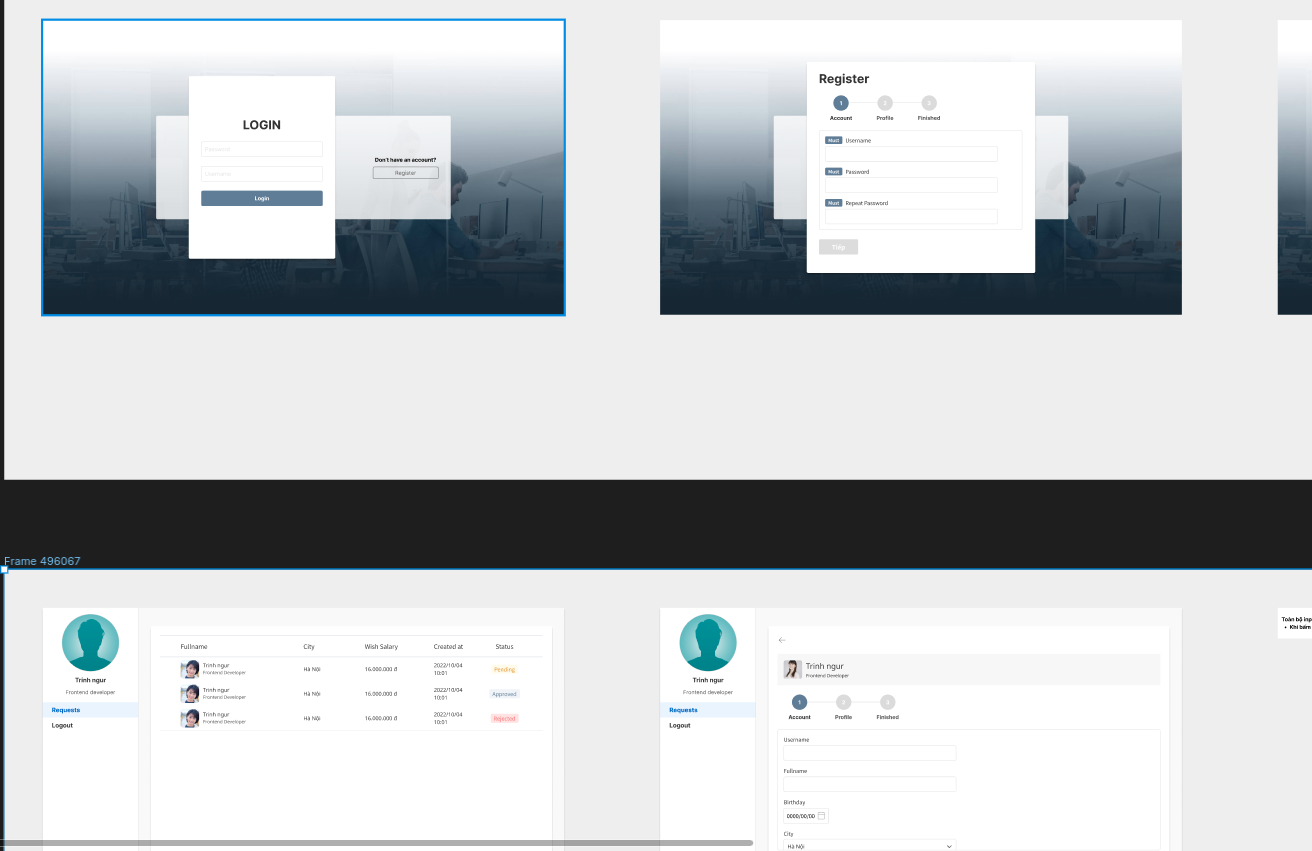 LOGIN
Password
Username
Login
Don't have an account?
Register
Register
1
2
3
Account
Profile
Finished
Must Username
Must Password
Must Repeat Password
Tiếp
Frame 496067
Trinh ngur
Frontend developer
Requests
Logout
Fullname City Wish Salary Created at Status
Trinh ngur
Frontend Developer
Hà Nội
16.000.000 đ
2022/10/04
10:01
Pending
Trinh ngur
Frontend Developer
Hà Nội
16.000.000 đ
2022/10/04
10:01
Approved
Trinh ngur
Frontend Developer
Hà Nội
16.000.000 đ
2022/10/04
10:01
Rejected
Trinh ngur
Frontend developer
Requests
Logout
Trinh ngur
Frontend Developer
1
2
3
Account
Profile
Finished
Username
Fullname
Birthday
0000/00/00
City
Hà Nội
Toàn bộ inp
• Khi bấm